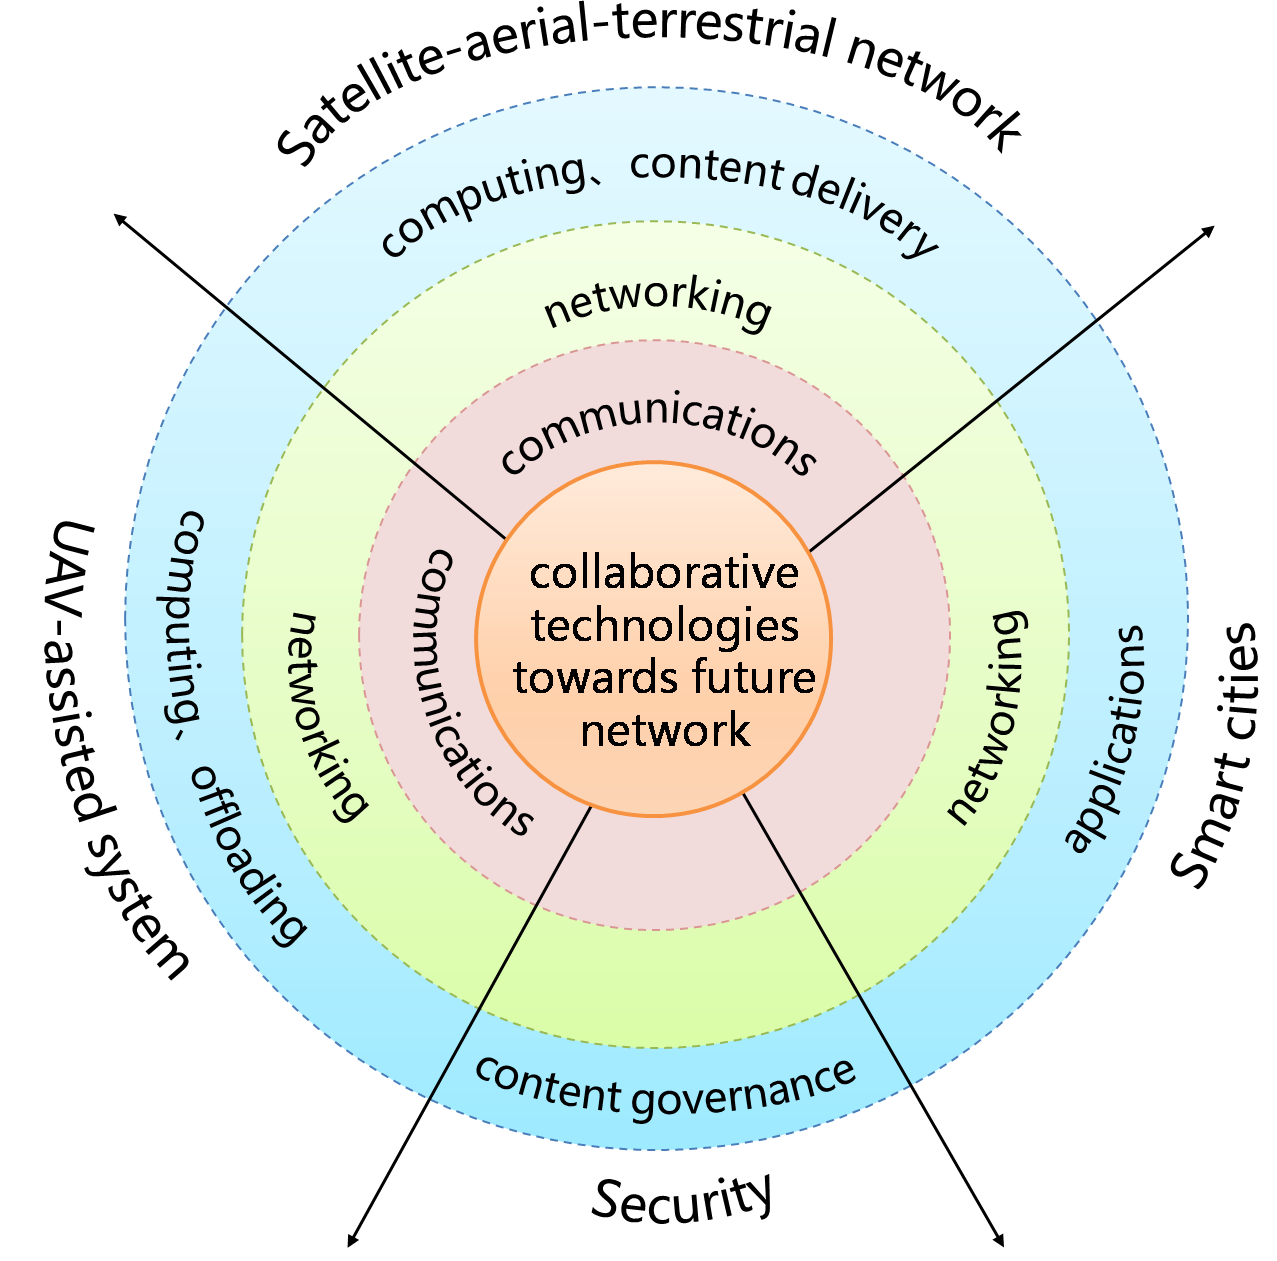 Satellite-aerial-terrestrial network
computing、content delivery
networking
communications
UAV-assisted system
computing、offloading
networking
communications
collaborative
technologies
towards future
network
networking
applications
Smart cities
content governance
Security